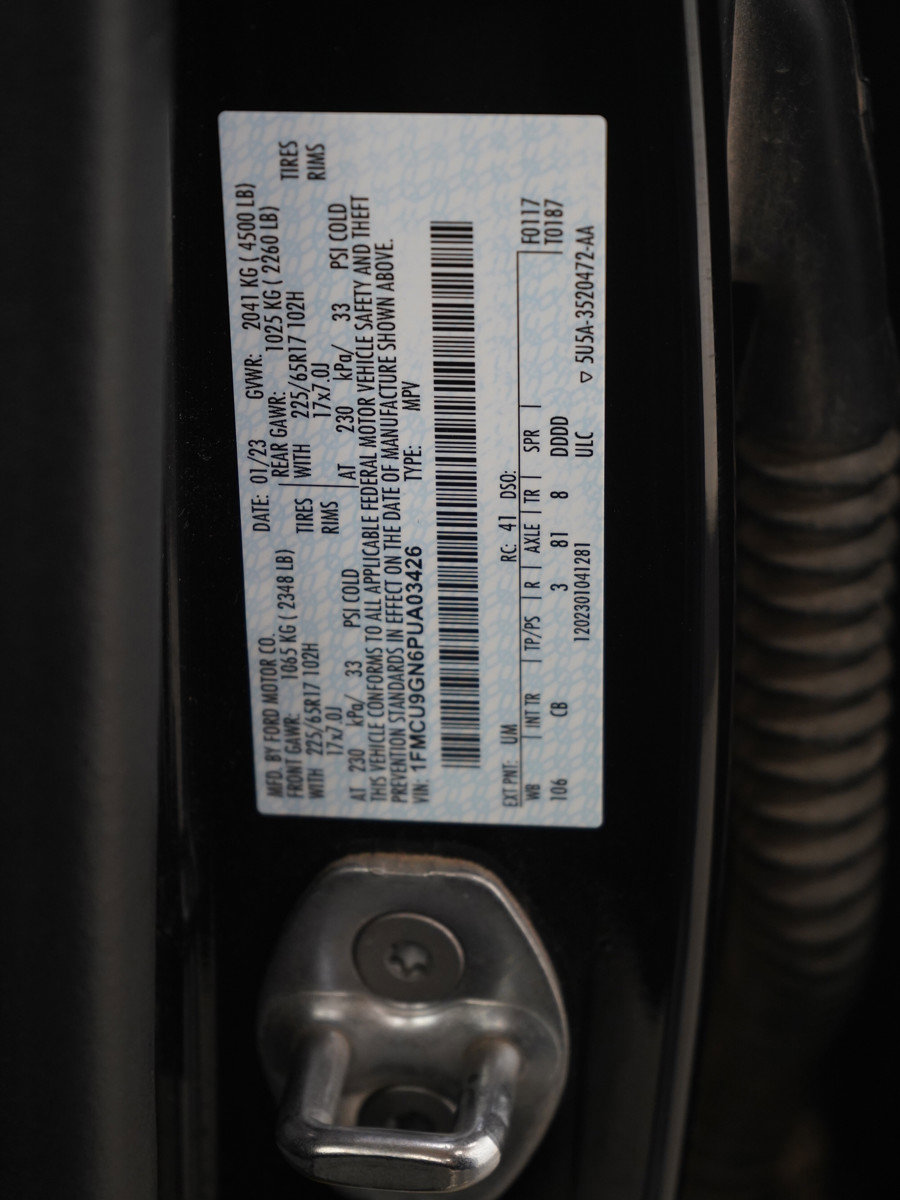 MFD. BY FORD MOTOR CO.
DATE: 01/23 GVWR: 2041 KG ( 4500 LB)
FRONT GAWR: 1065 KG ( 2348 LB) REAR GAWR: 1025 KG ( 2260 LB)
WITH 225/65R17 102H TIRES WITH 225/65R17 102H TIRES
17x7.0J RIMS 17x7.0J RIMS
AT 230 kPa/ 33 PSI COLD AT 230 kPa/ 33 PSI COLD
THIS VEHICLE CONFORMS TO ALL APPLICABLE FEDERAL MOTOR VEHICLE SAFETY AND THEFT
PREVENTION STANDARDS IN EFFECT ON THE DATE OF MANUFACTURE SHOWN ABOVE.
VIN: 1FMCU9GN6PUA03426 TYPE: MPV
EXT PNT: UM RC: 41 DSO:
WB INT TR TP/PS R AXLE TR SPR F0117
106 CB 3 81 8 DDDD T0187
1202301041281 ULC ▽ 5U5A-3520472-AA